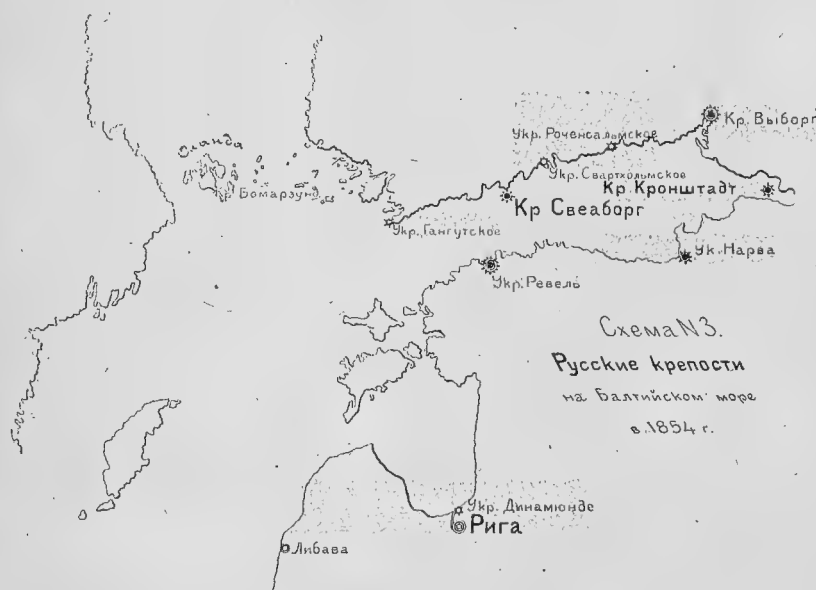 Кр. Выборг
Укр. Роченсальмское
Оланда
Укр. Свартхольмское
Кр. Кронштадт
Кр. Бомарзунд
Кр Свеаборг
Укр. Гангутское
Ук. Нарва
Укр. Ревель
Схема N3.
Русские крепости
на Балтийском море
в 1854 г.
Укр. Динамюнде
Рига
Либава